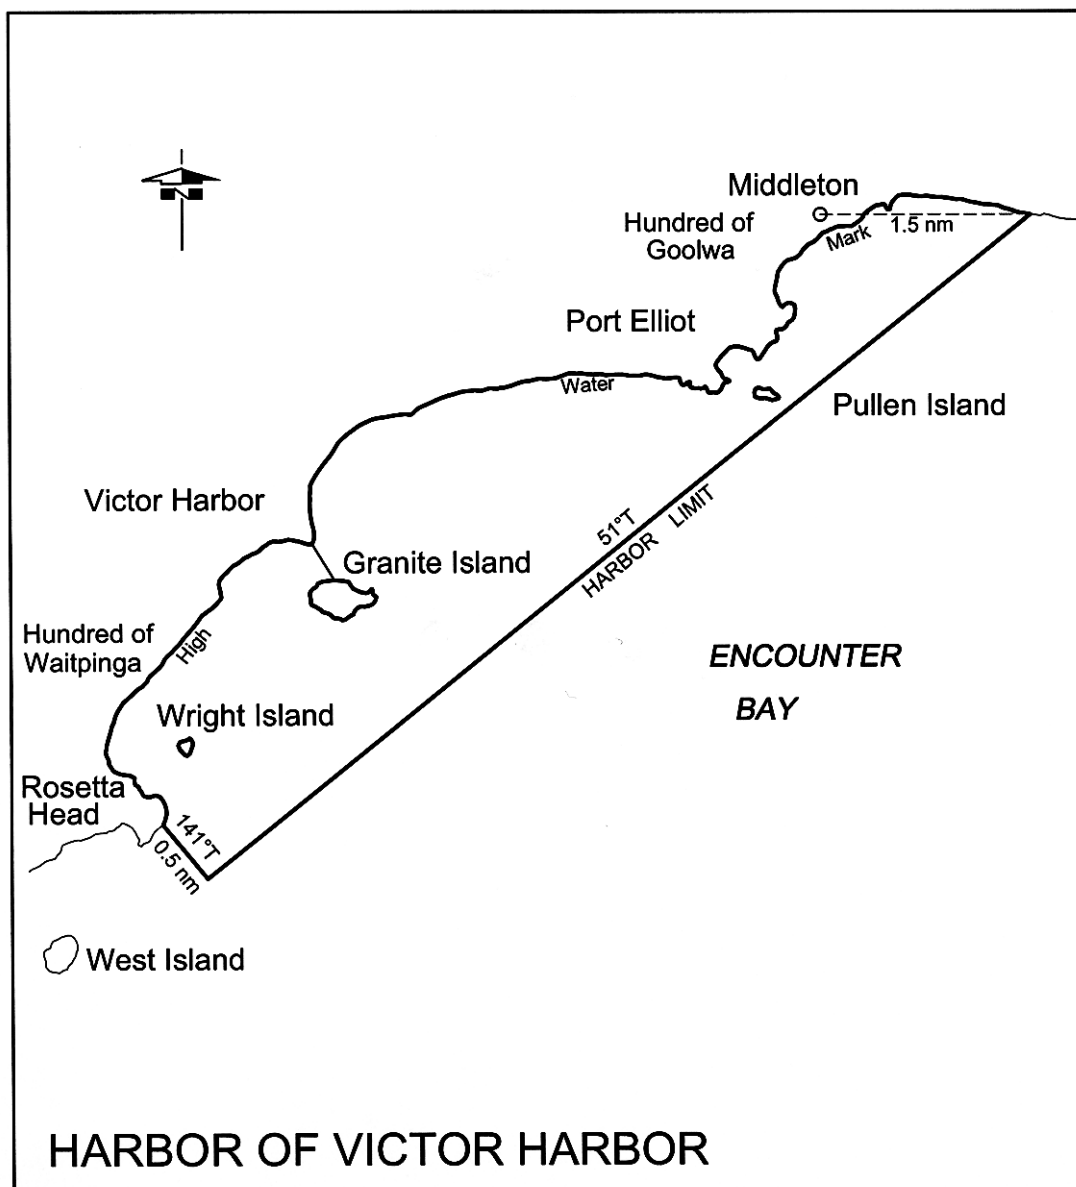 N
Middleton
Hundred of
Goolwa
Mark
1.5 nm
Port Elliot
Water
Pullen Island
Victor Harbor
51°T
HARBOR LIMIT
Granite Island
Hundred of
Waitpinga
High
ENCOUNTER
BAY
Wright Island
Rosetta
Head
141°T
0.5 nm
West Island
HARBOR OF VICTOR HARBOR